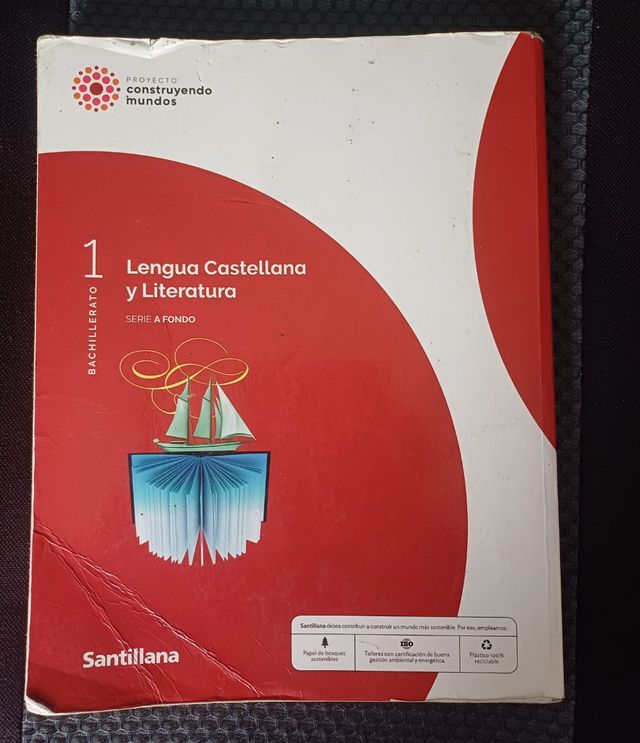 PROYECTO
construyendo
mundos
1
BACHILLERATO
Lengua Castellana
y Literatura
SERIE A FONDO
Santillana desea contribuir a construir un mundo más sostenible. Por eso, empleamos:
Papel de bosques
sostenibles
ISO
Talleres con certificación de buena
gestión ambiental y energética
Plástico 100%
reciclable
Santillana